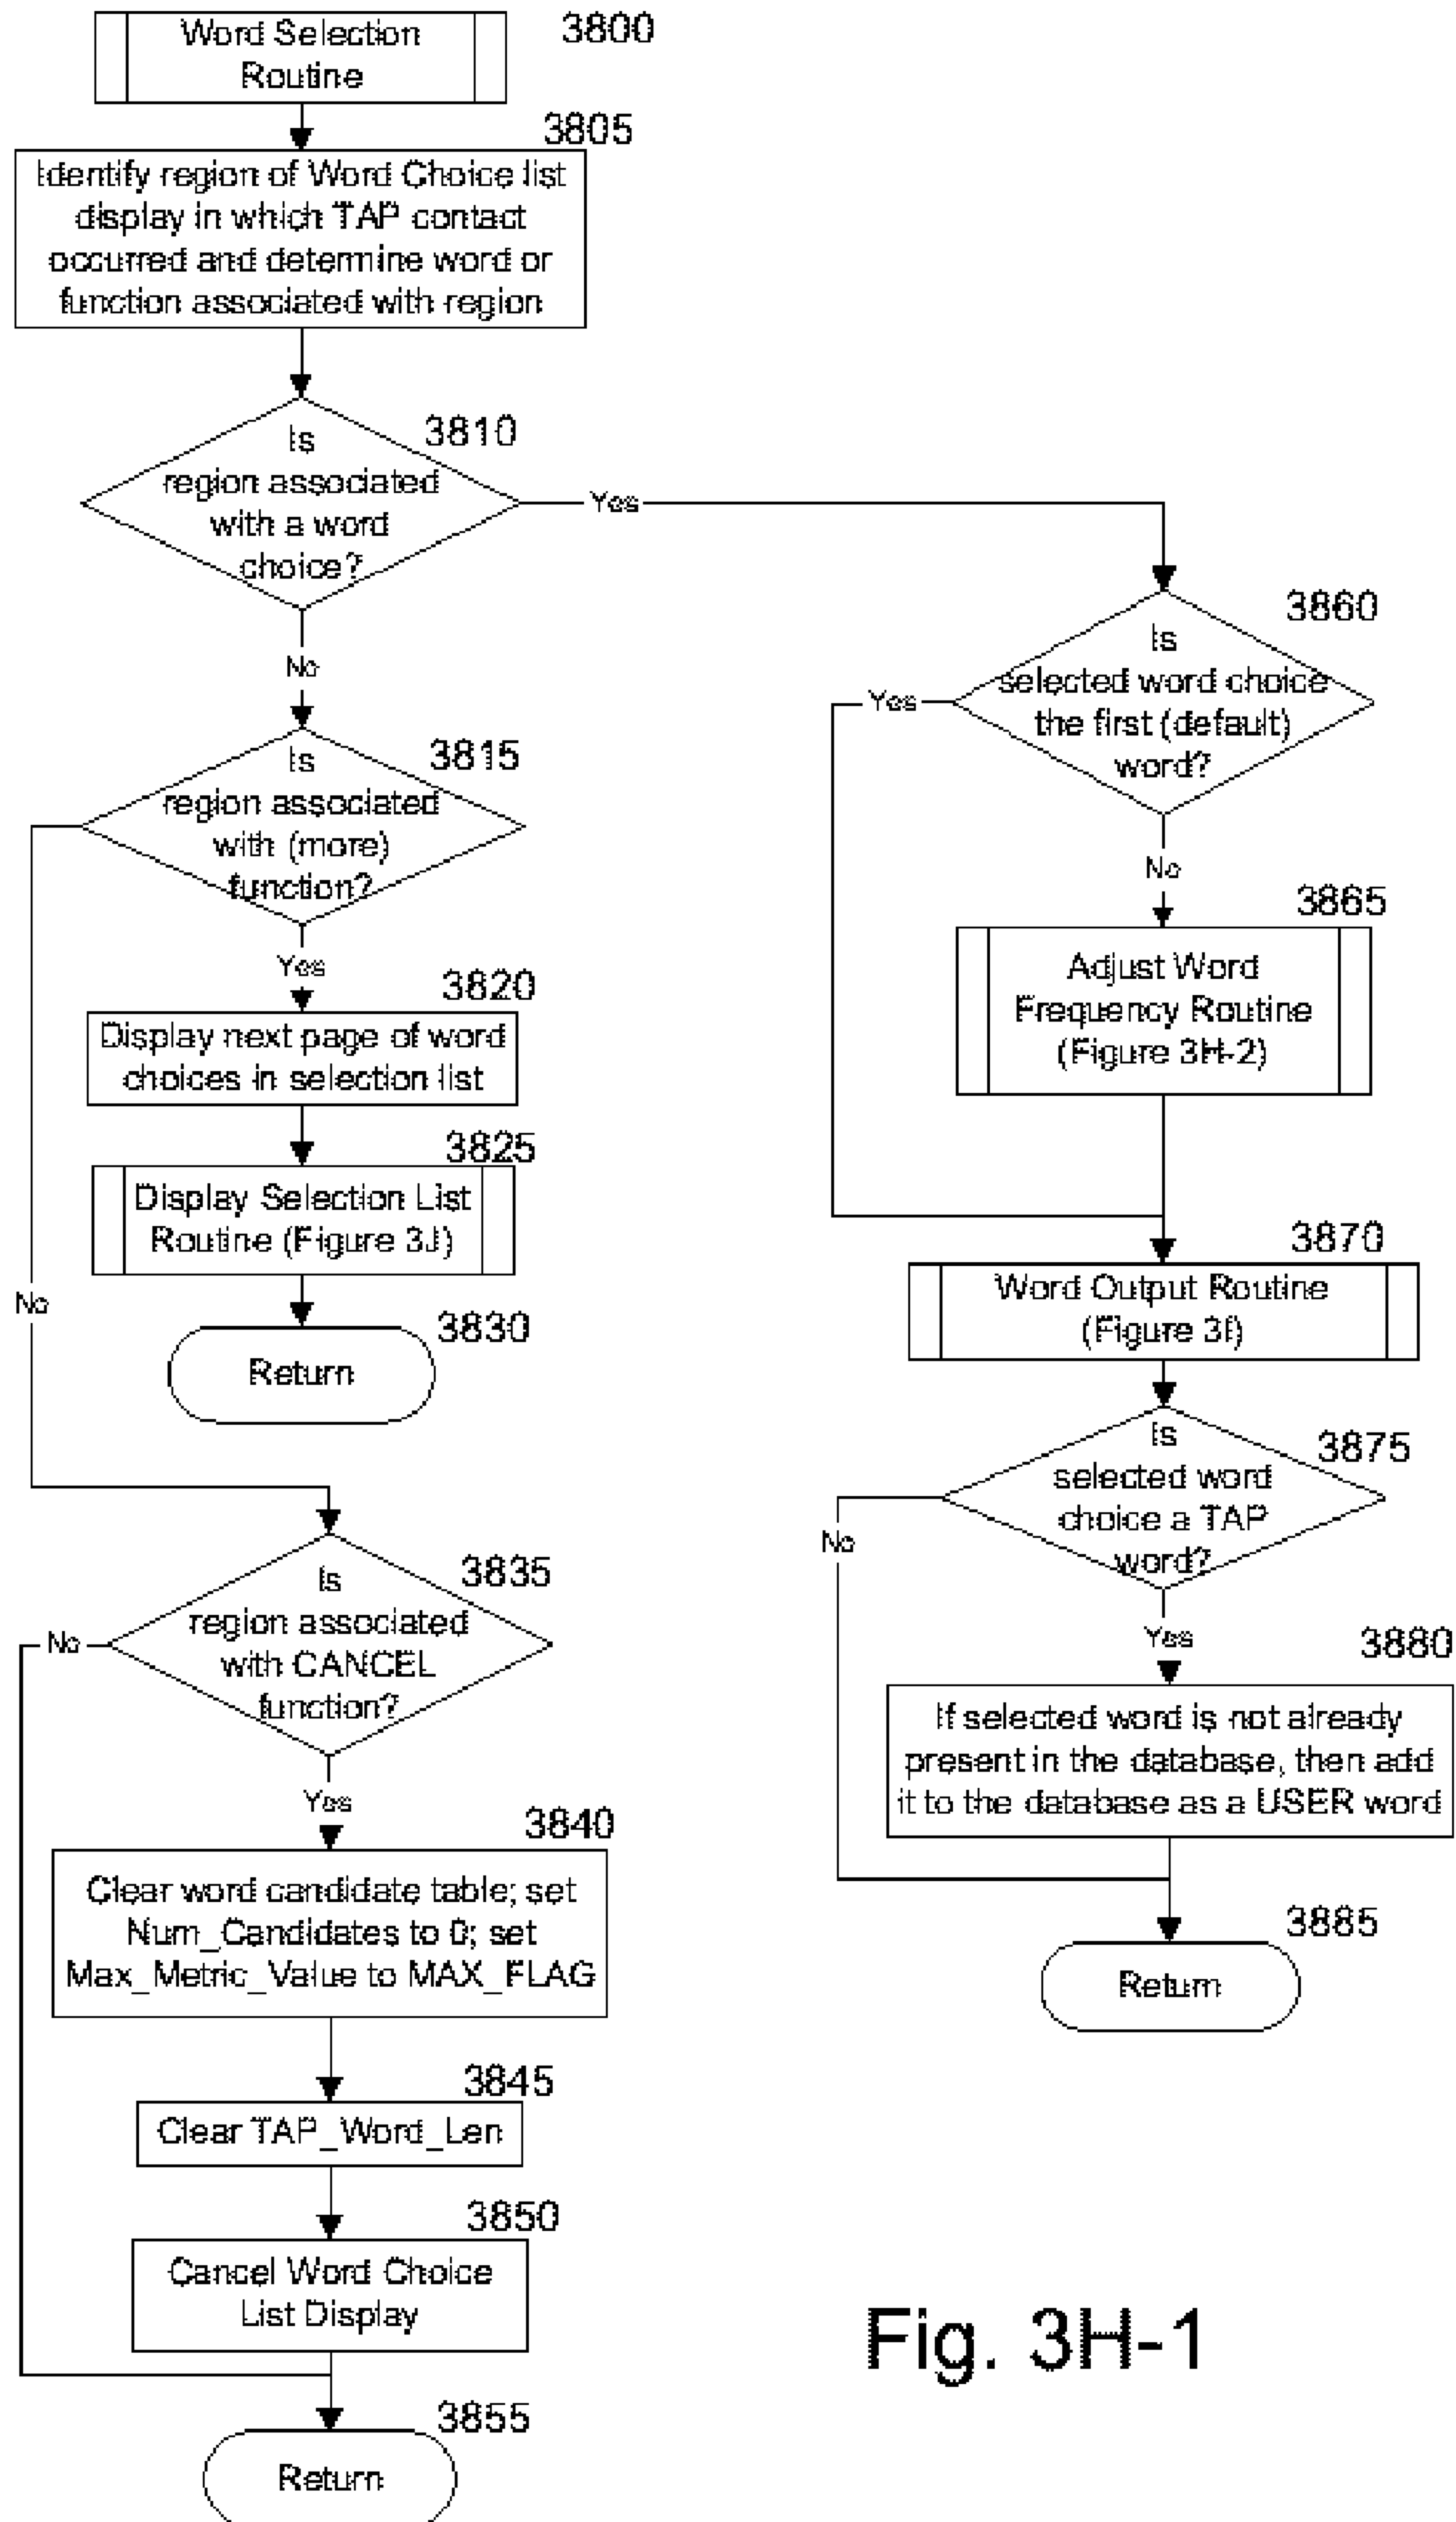 Word Selection
Routine
3800
3805
Identify region of Word Choice list
display in which TAP contact
occurred and determine word or
function associated with region
3810
Is
region associated
with a word
choice?
Yes
No
3815
Is
region associated
with (more)
function?
Yes
No
3820
Display next page of word
choices in selection list
3825
Display Selection List
Routine (Figure 3J)
3830
Return
3835
Is
region associated
with CANCEL
function?
No
Yes
3840
Clear word candidate table; set
Num_Candidates to 0; set
Max_Metric_Value to MAX_FLAG
3845
Clear TAP_Word_Len
3850
Cancel Word Choice
List Display
3855
Return
3860
Is
selected word choice
the first (default)
word?
Yes
No
3865
Adjust Word
Frequency Routine
(Figure 3H-2)
3870
Word Output Routine
(Figure 3I)
3875
Is
selected word
choice a TAP
word?
No
Yes
3880
If selected word is not already
present in the database, then add
it to the database as a USER word
3885
Return
Fig. 3H-1